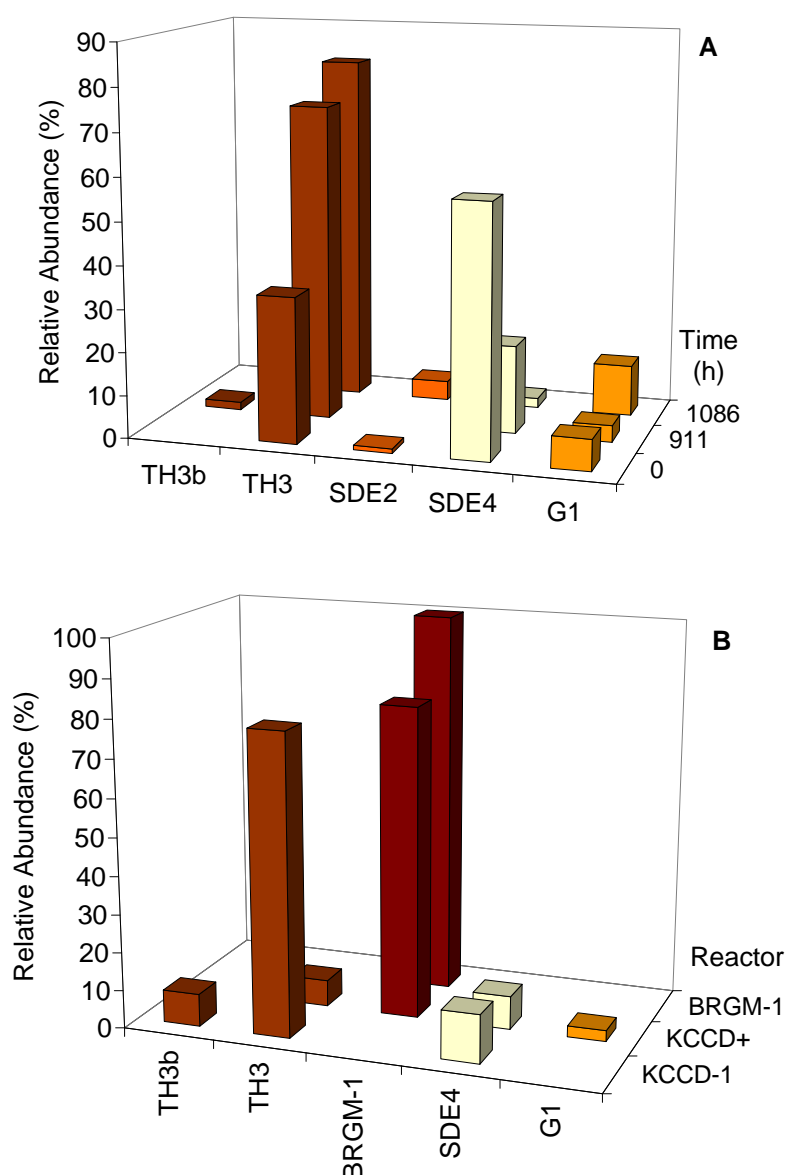 A
Relative Abundance (%)
90
80
70
60
50
40
30
20
10
0
TH3b
TH3
SDE2
SDE4
G1
Time
(h)
1086
911
0
B
Relative Abundance (%)
100
90
80
70
60
50
40
30
20
10
0
TH3b
TH3
BRGM-1
SDE4
G1
Reactor
BRGM-1
KCCD+
KCCD-1